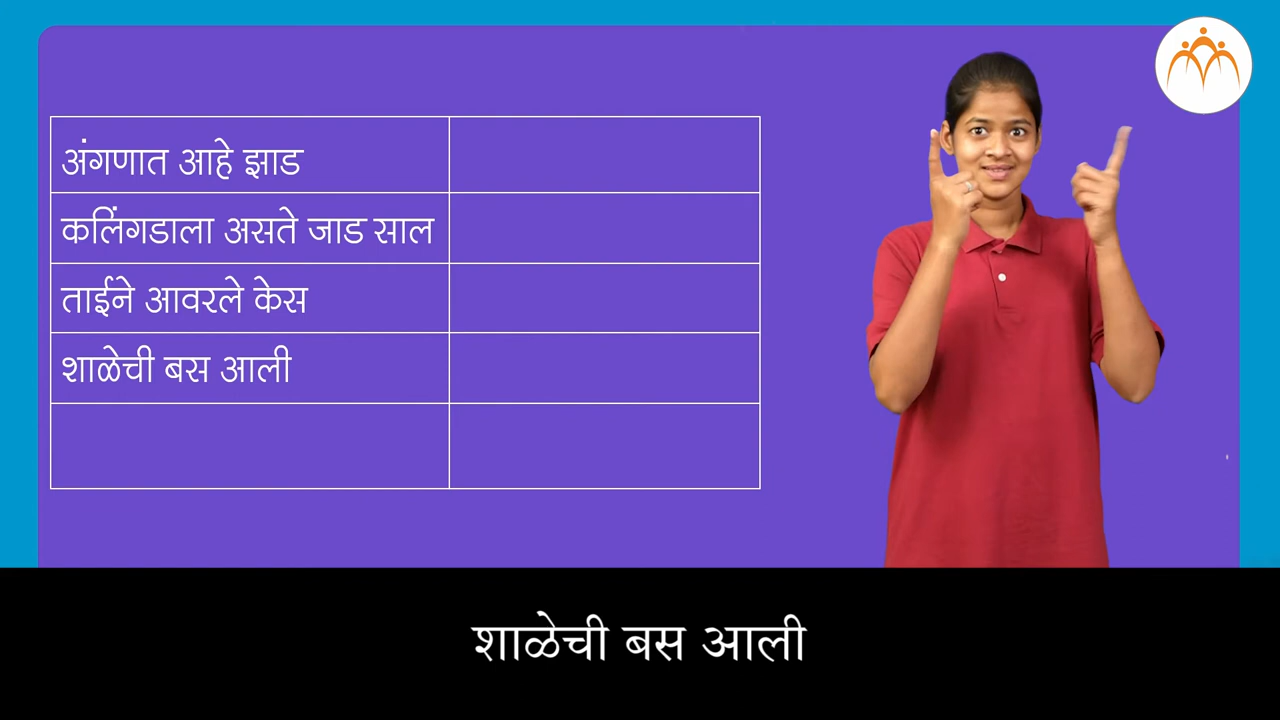 अंगणात आहे झाड
कलिंगडाला असते जाड साल
ताईने आवरले केस
शाळेची बस आली
शाळेची बस आली